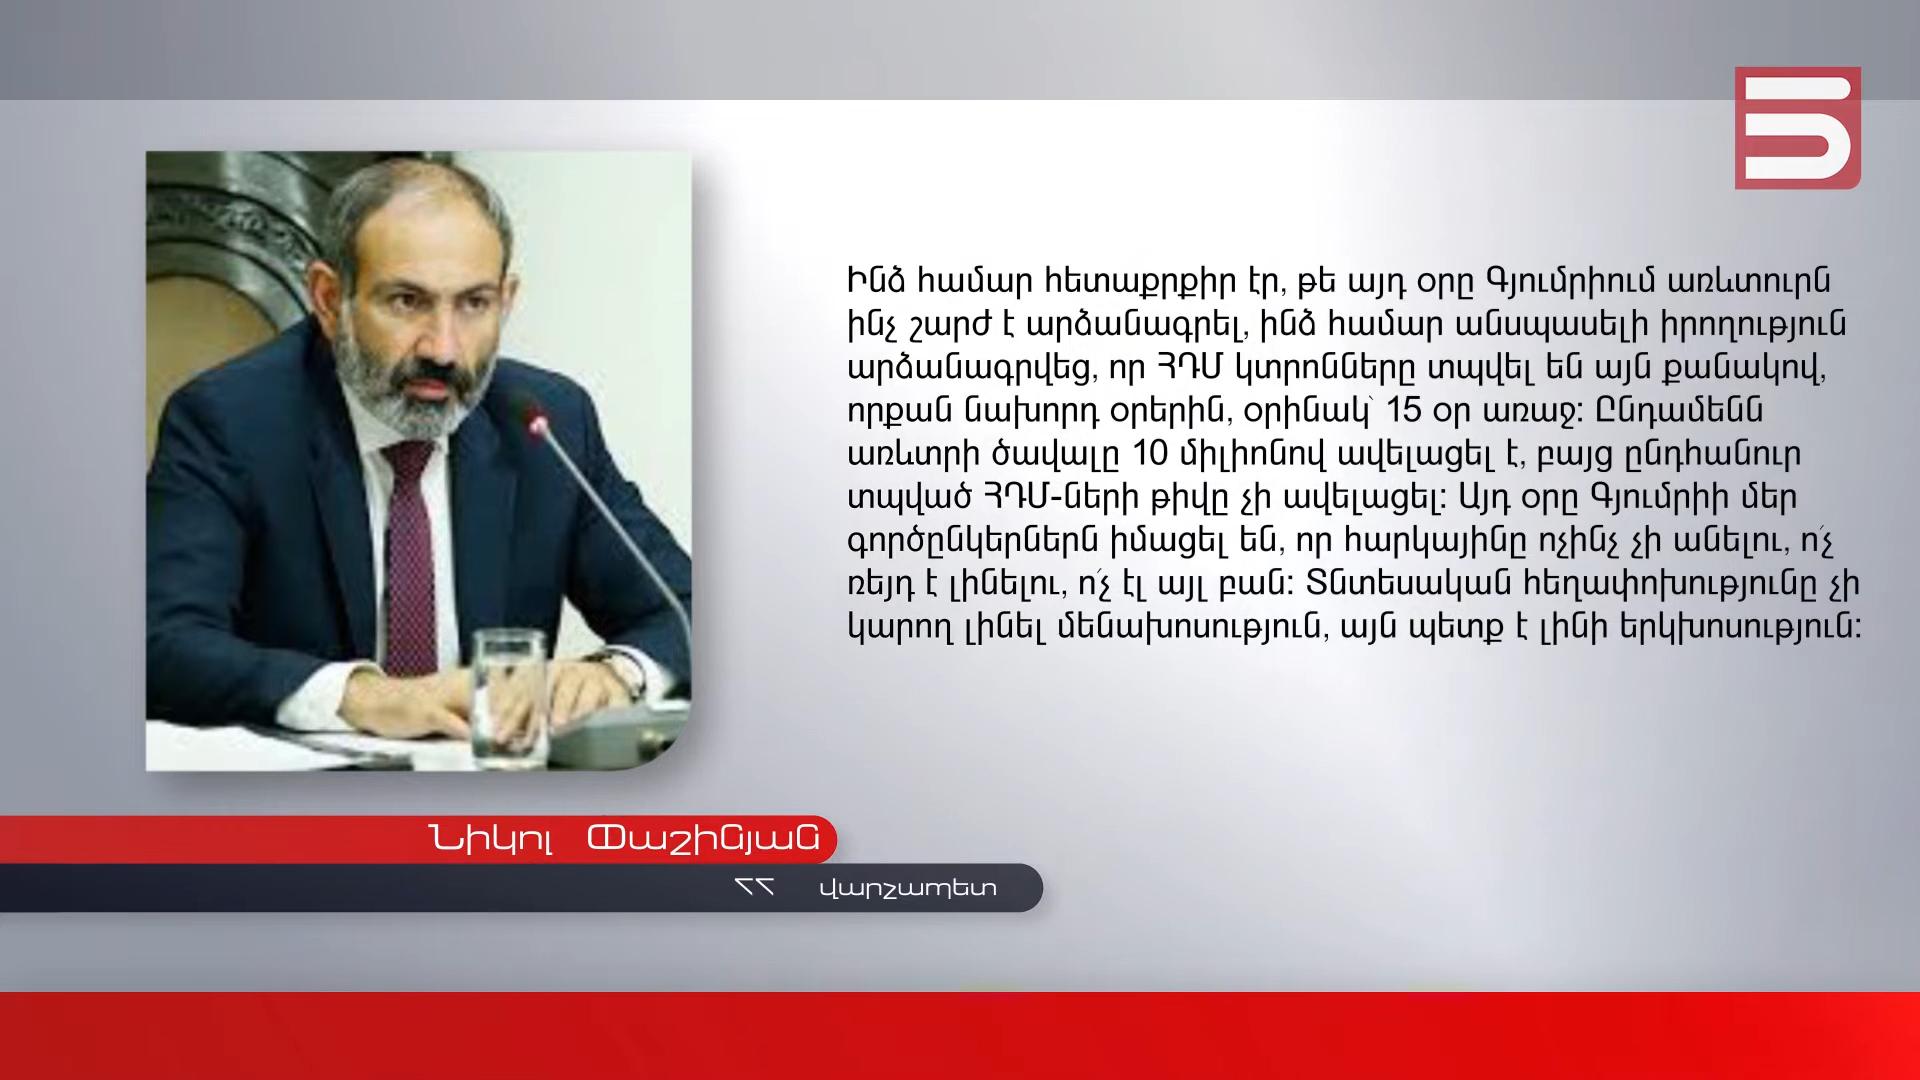 Ինձ համար հետաքրքիր էր, թե այդ օրը Գյումրիում առևտուրն
ինչ շարժ է արձանագրել, ինձ համար անսպասելի իրողություն
արձանագրվեց, որ ՀԴՄ կտրոնները տպվել են այն քանակով,
որքան նախորդ օրերին, օրինակ՝ 15 օր առաջ: Ընդամենն
առևտրի ծավալը 10 միլիոնով ավելացել է, բայց ընդհանուր
տպված ՀԴՄ-ների թիվը չի ավելացել: Այդ օրը Գյումրիի մեր
գործընկերներն իմացել են, որ հարկայինը ոչինչ չի անելու, ո՛չ
ռեյդ է լինելու, ո՛չ էլ այլ բան: Տնտեսական հեղափոխությունը չի
կարող լինել մենախոսություն, այն պետք է լինի երկխոսություն:
Նիկոլ Փաշինյան
ՀՀ վարչապետ